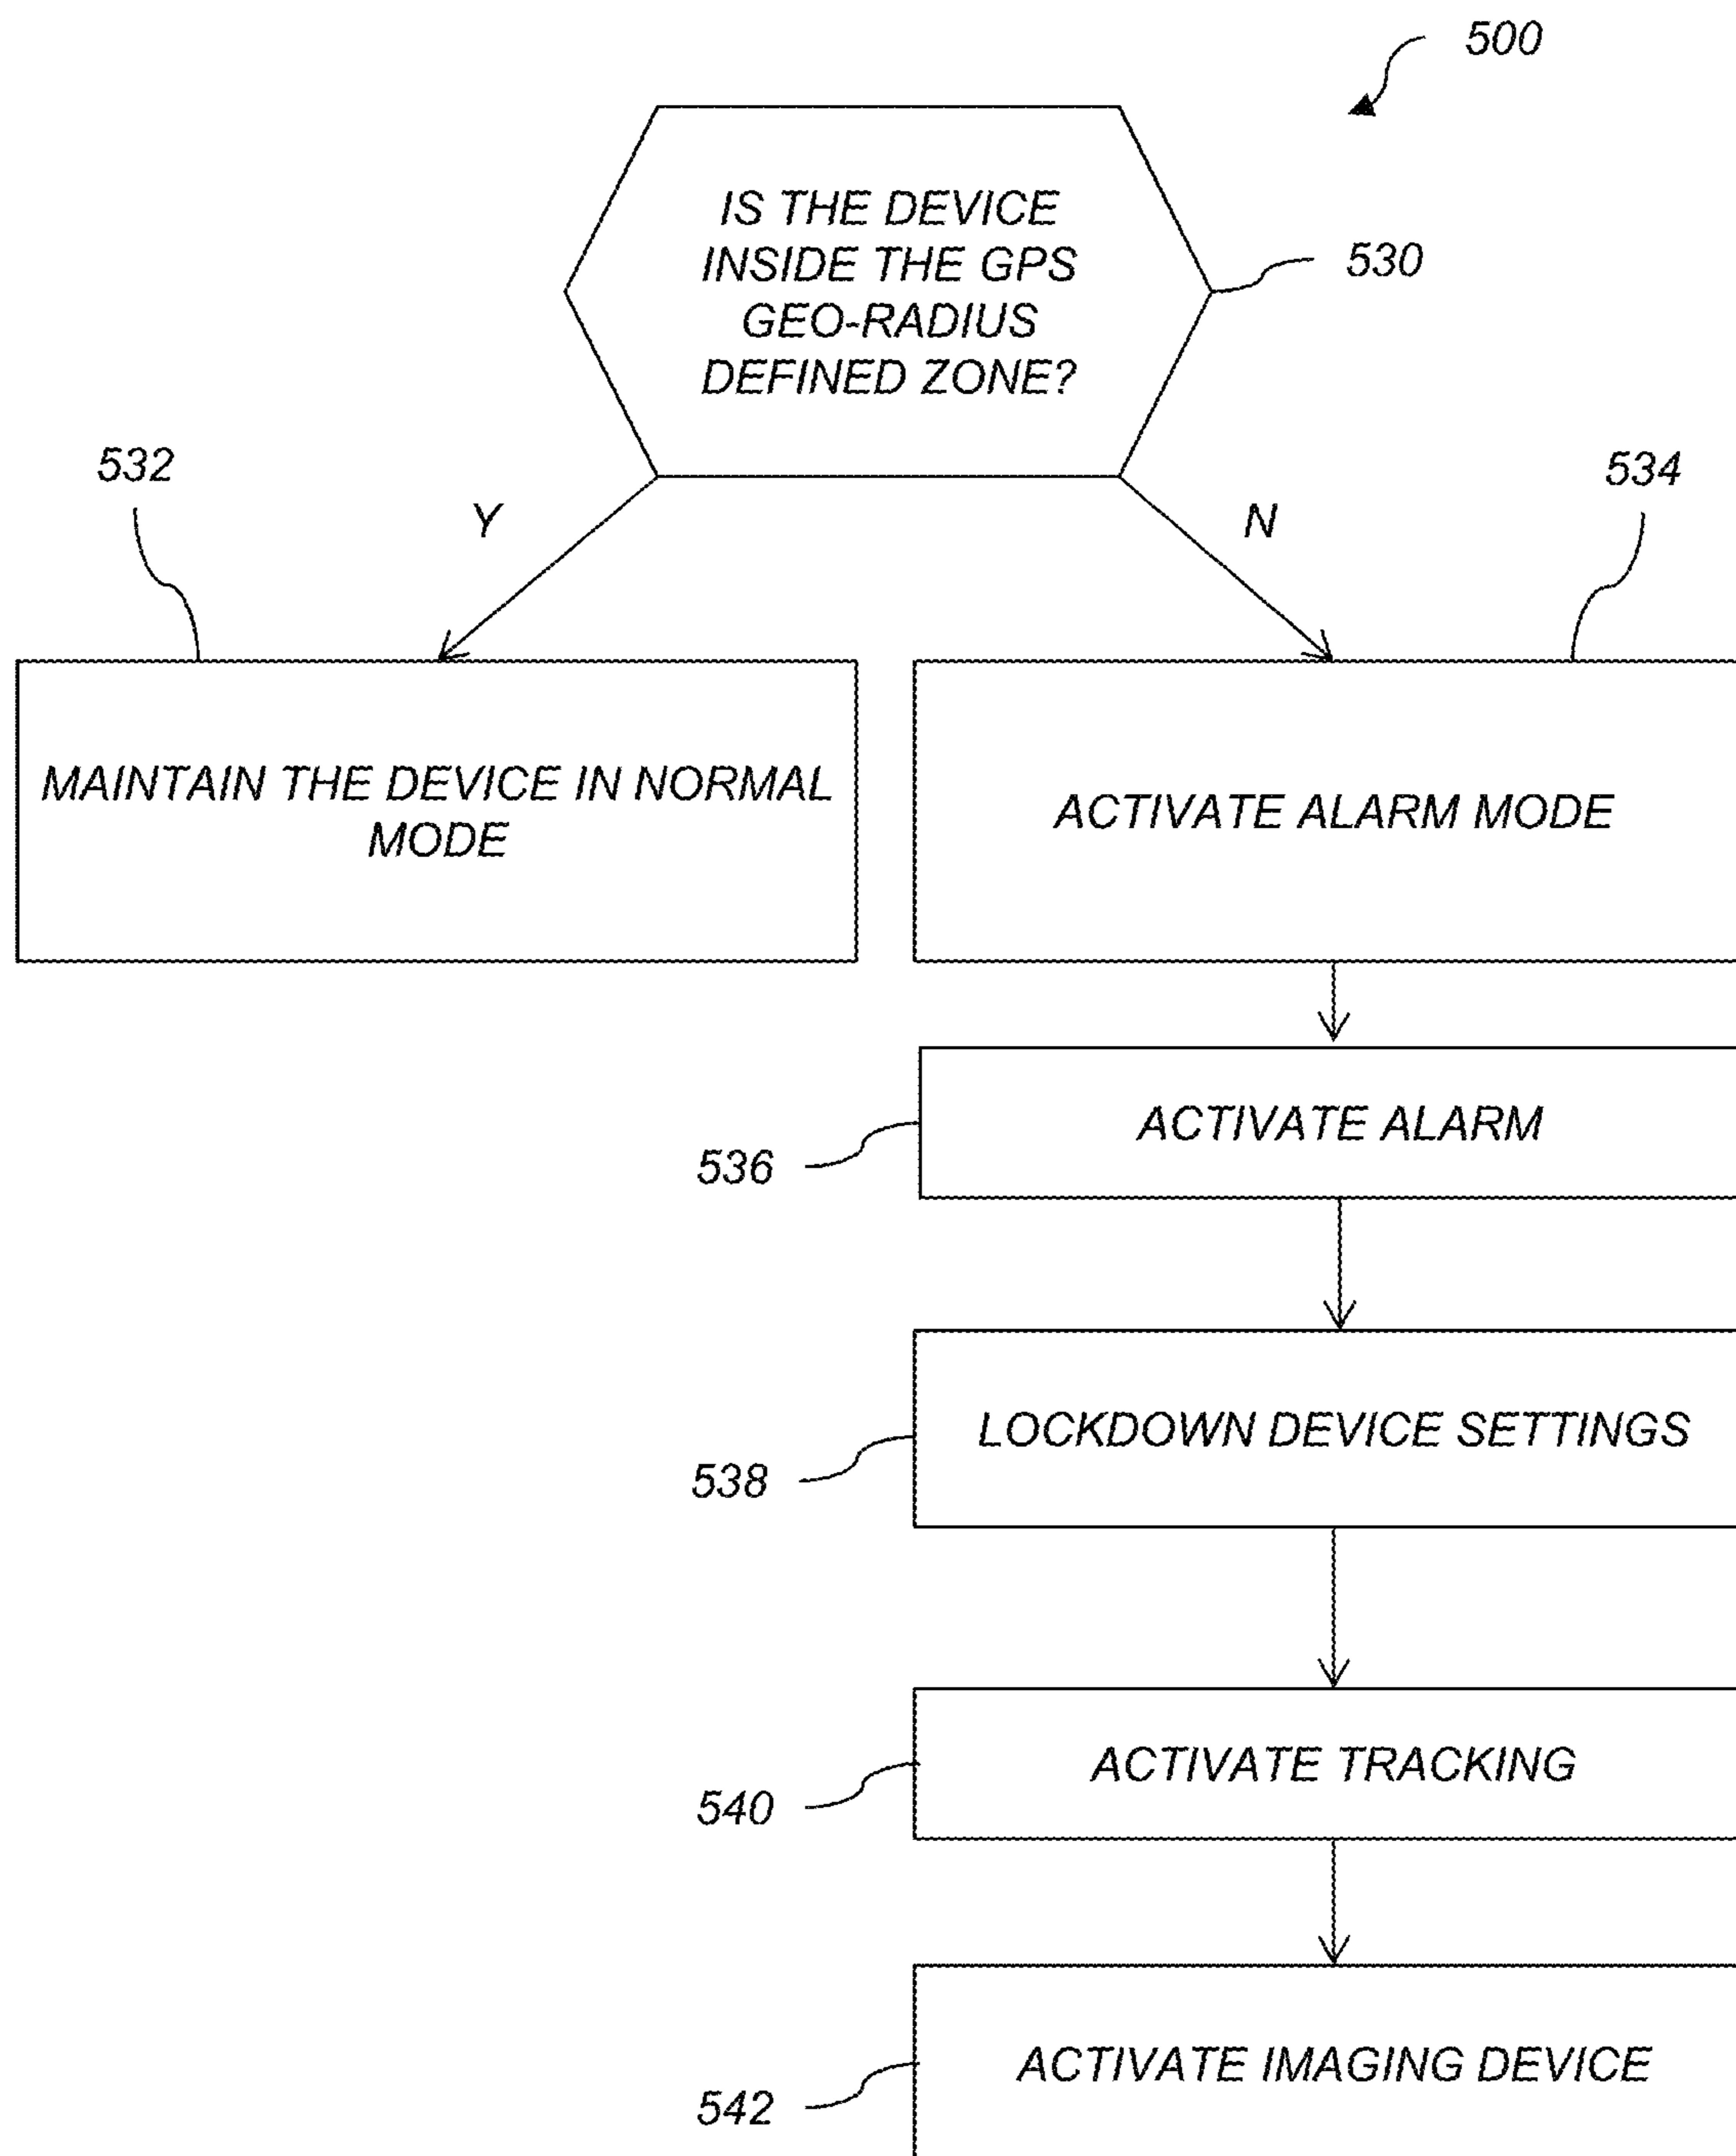 500
IS THE DEVICE
INSIDE THE GPS
GEO-RADIUS
DEFINED ZONE?
530
532
Y
N
534
MAINTAIN THE DEVICE IN NORMAL
MODE
ACTIVATE ALARM MODE
ACTIVATE ALARM
536
LOCKDOWN DEVICE SETTINGS
538
ACTIVATE TRACKING
540
ACTIVATE IMAGING DEVICE
542